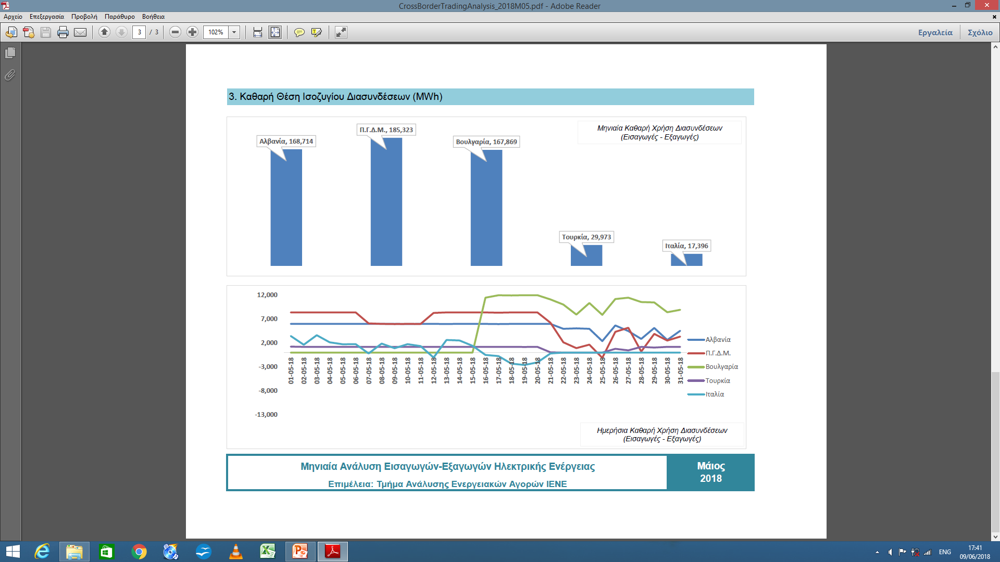 CrossBorderTradingAnalysis_2018M05.pdf - Adobe Reader
Αρχείο Επεξεργασία Προβολή Παράθυρο Βοήθεια
3 / 3 102% Εργαλεία Σχόλιο
3. Καθαρή Θέση Ισοζυγίου Διασυνδέσεων (MWh)
Μηνιαία Καθαρή Χρήση Διασυνδέσεων
(Εισαγωγές - Εξαγωγές)
Αλβανία, 168,714
Π.Γ.Δ.Μ., 185,323
Βουλγαρία, 167,869
Τουρκία, 29,973
Ιταλία, 17,396
12,000
7,000
2,000
-3,000
-8,000
-13,000
01-05-18
02-05-18
03-05-18
04-05-18
05-05-18
06-05-18
07-05-18
08-05-18
09-05-18
10-05-18
11-05-18
12-05-18
13-05-18
14-05-18
15-05-18
16-05-18
17-05-18
18-05-18
19-05-18
20-05-18
21-05-18
22-05-18
23-05-18
24-05-18
25-05-18
26-05-18
27-05-18
28-05-18
29-05-18
30-05-18
31-05-18
Αλβανία
Π.Γ.Δ.Μ.
Βουλγαρία
Τουρκία
Ιταλία
Ημερήσια Καθαρή Χρήση Διασυνδέσεων
(Εισαγωγές - Εξαγωγές)
Μηνιαία Ανάλυση Εισαγωγών-Εξαγωγών Ηλεκτρικής Ενέργειας
Επιμέλεια: Τμήμα Ανάλυσης Ενεργειακών Αγορών ΙΕΝΕ
Μάιος
2018
ENG
17:41
09/06/2018